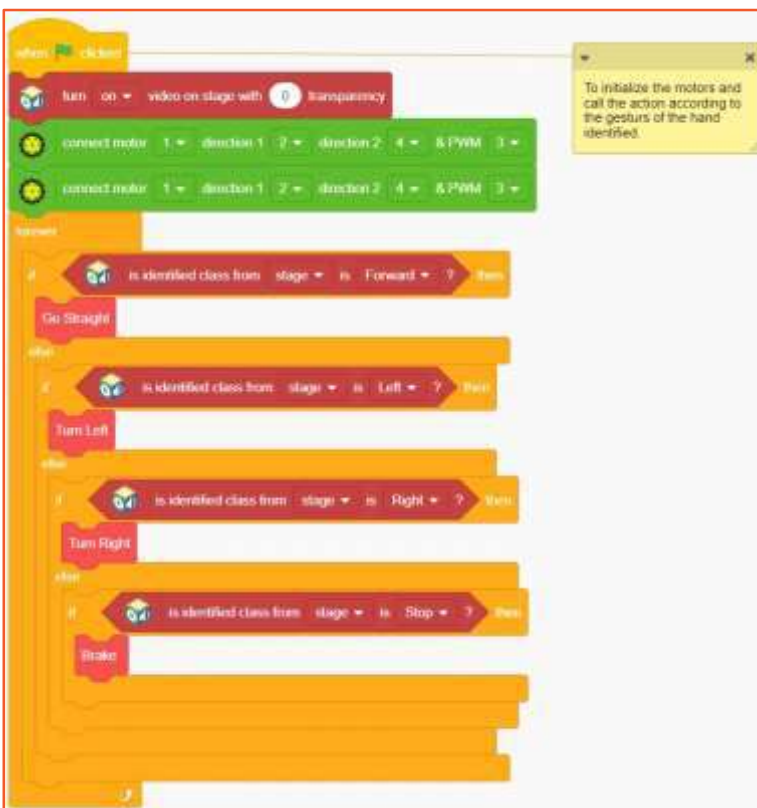 when clicked
turn on video on stage with 0 transparency
connect motor 1 direction 1 2 direction 2 4 & PWM 3
connect motor 1 direction 1 2 direction 2 4 & PWM 3
forever
if is identified class from stage is Forward ? then
Go Straight
else
if is identified class from stage is Left ? then
Turn Left
else
if is identified class from stage is Right ? then
Turn Right
else
if is identified class from stage is Stop ? then
Brake
To initialize the motors and
call the action according to
the gesturs of the hand
identified.